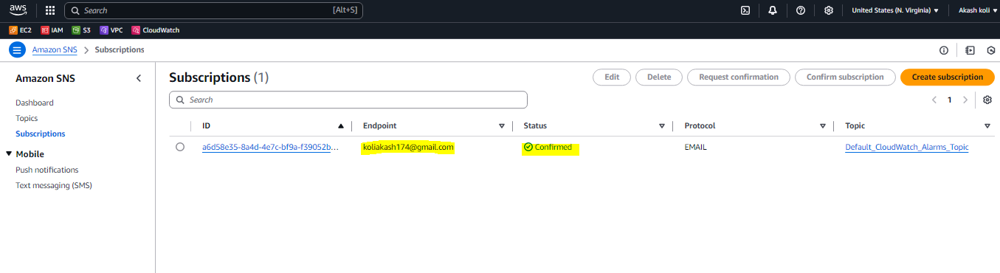 aws Search [Alt+S] United States (N. Virginia) ▼ Akash koli ▼
EC2 IAM S3 VPC CloudWatch
Amazon SNS > Subscriptions
Amazon SNS
Dashboard
Topics
Subscriptions
Mobile
Push notifications
Text messaging (SMS)
Subscriptions (1)
Edit Delete Request confirmation Confirm subscription Create subscription
Search
1
ID Endpoint Status Protocol Topic
a6d58e35-8a4d-4e7c-bf9a-f39052b... koliakash174@gmail.com Confirmed EMAIL Default_CloudWatch_Alarms_Topic